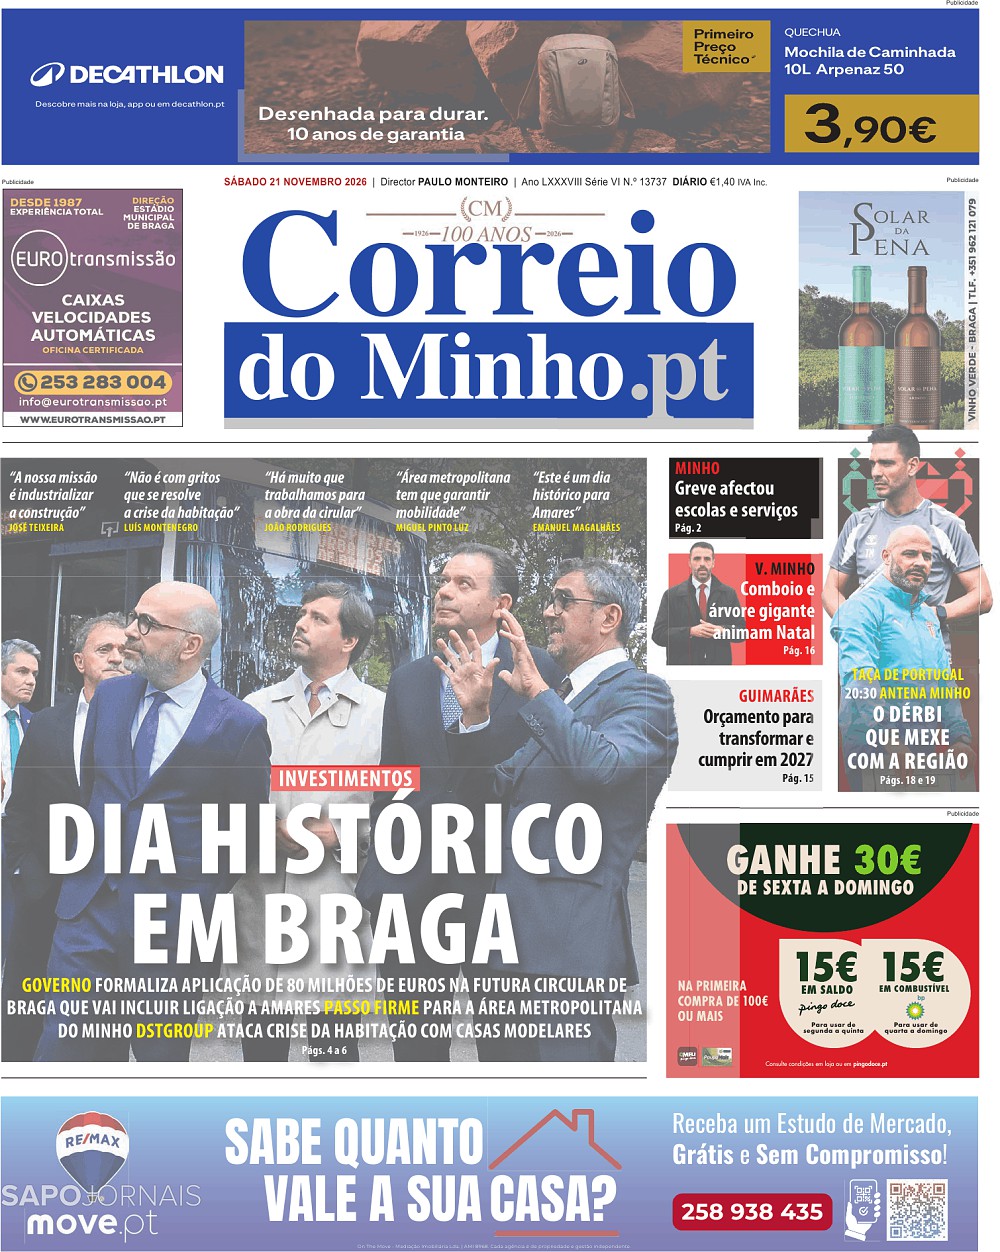 Publicidade
DECATHLON
Descobre mais na loja, app ou em decathlon.pt
Desenhada para durar.
10 anos de garantia
Primeiro
Preço
Técnico
QUECHUA
Mochila de Caminhada
10L Arpenaz 50
3,90€
Publicidade
SÁBADO 21 NOVEMBRO 2026 | Director PAULO MONTEIRO | Ano LXXXVIII Série VI N.º 13737 DIÁRIO €1,40 IVA Inc.
Publicidade
DESDE 1987
EXPERIÊNCIA TOTAL
DIREÇÃO
ESTÁDIO
MUNICIPAL
DE BRAGA
EURO transmissão
CAIXAS
VELOCIDADES
AUTOMÁTICAS
OFICINA CERTIFICADA
253 283 004
info@eurotransmissao.pt
WWW.EUROTRANSMISSAO.PT
CM
1926 100 ANOS 2026
Correio
do Minho.pt
SOLAR
DA
PENA
SOLAR DA PENA
VINHO VERDE - BRAGA | TLF. +351 962 121 079
“A nossa missão
é industrializar
a construção”
JOSÉ TEIXEIRA
“Não é com gritos
que se resolve
a crise da habitação”
LUÍS MONTENEGRO
“Há muito que
trabalhamos para
a obra da cirular”
JOÃO RODRIGUES
“Área metropolitana
tem que garantir
mobilidade”
MIGUEL PINTO LUZ
“Este é um dia
histórico para
Amares”
EMANUEL MAGALHÃES
INVESTIMENTOS
DIA HISTÓRICO
EM BRAGA
GOVERNO FORMALIZA APLICAÇÃO DE 80 MILHÕES DE EUROS NA FUTURA CIRCULAR DE
BRAGA QUE VAI INCLUIR LIGAÇÃO A AMARES PASSO FIRME PARA A ÁREA METROPOLITANA
DO MINHO DSTGROUP ATACA CRISE DA HABITAÇÃO COM CASAS MODELARES
Págs. 4 a 6
MINHO
Greve afectou
escolas e serviços
Pág. 2
V. MINHO
Comboio e
árvore gigante
animam Natal
Pág. 16
GUIMARÃES
Orçamento para
transformar e
cumprir em 2027
Pág. 15
TAÇA DE PORTUGAL
20:30 ANTENA MINHO
O DÉRBI
QUE MEXE
COM A REGIÃO
Págs. 18 e 19
Publicidade
GANHE 30€
DE SEXTA A DOMINGO
NA PRIMEIRA
COMPRA DE 100€
OU MAIS
15€
EM SALDO
pingo doce
Para usar de
segunda a quinta
15€
EM COMBUSTÍVEL
bp
Para usar de
quarta a domingo
Consulte condições em loja ou em pingodoce.pt
RE/MAX
SAPO JORNAIS
move.pt
SABE QUANTO
VALE A SUA CASA?
Receba um Estudo de Mercado,
Grátis e Sem Compromisso!
258 938 435